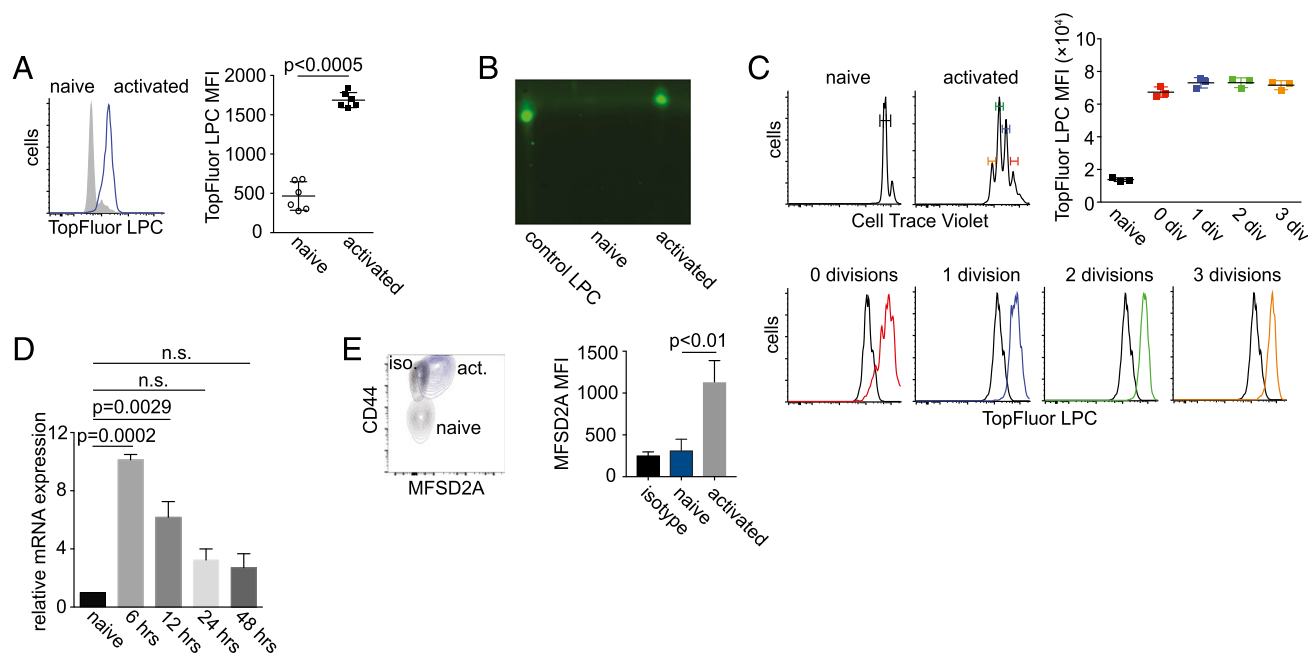 A
naive activated
cells
TopFluor LPC
p<0.0005
TopFluor LPC MFI
2000
1500
1000
500
0
naive
activated
B
control LPC
naive
activated
C
naive
activated
cells
Cell Trace Violet
TopFluor LPC MFI (×10⁴)
10
8
6
4
2
0
naive
0 div
1 div
2 div
3 div
0 divisions
1 division
2 divisions
3 divisions
cells
TopFluor LPC
D
n.s.
n.s.
p=0.0029
p=0.0002
relative mRNA expression
12
8
4
0
naive
6 hrs
12 hrs
24 hrs
48 hrs
E
iso.
act.
naive
CD44
MFSD2A
p<0.01
MFSD2A MFI
1500
1000
500
0
isotype
naive
activated